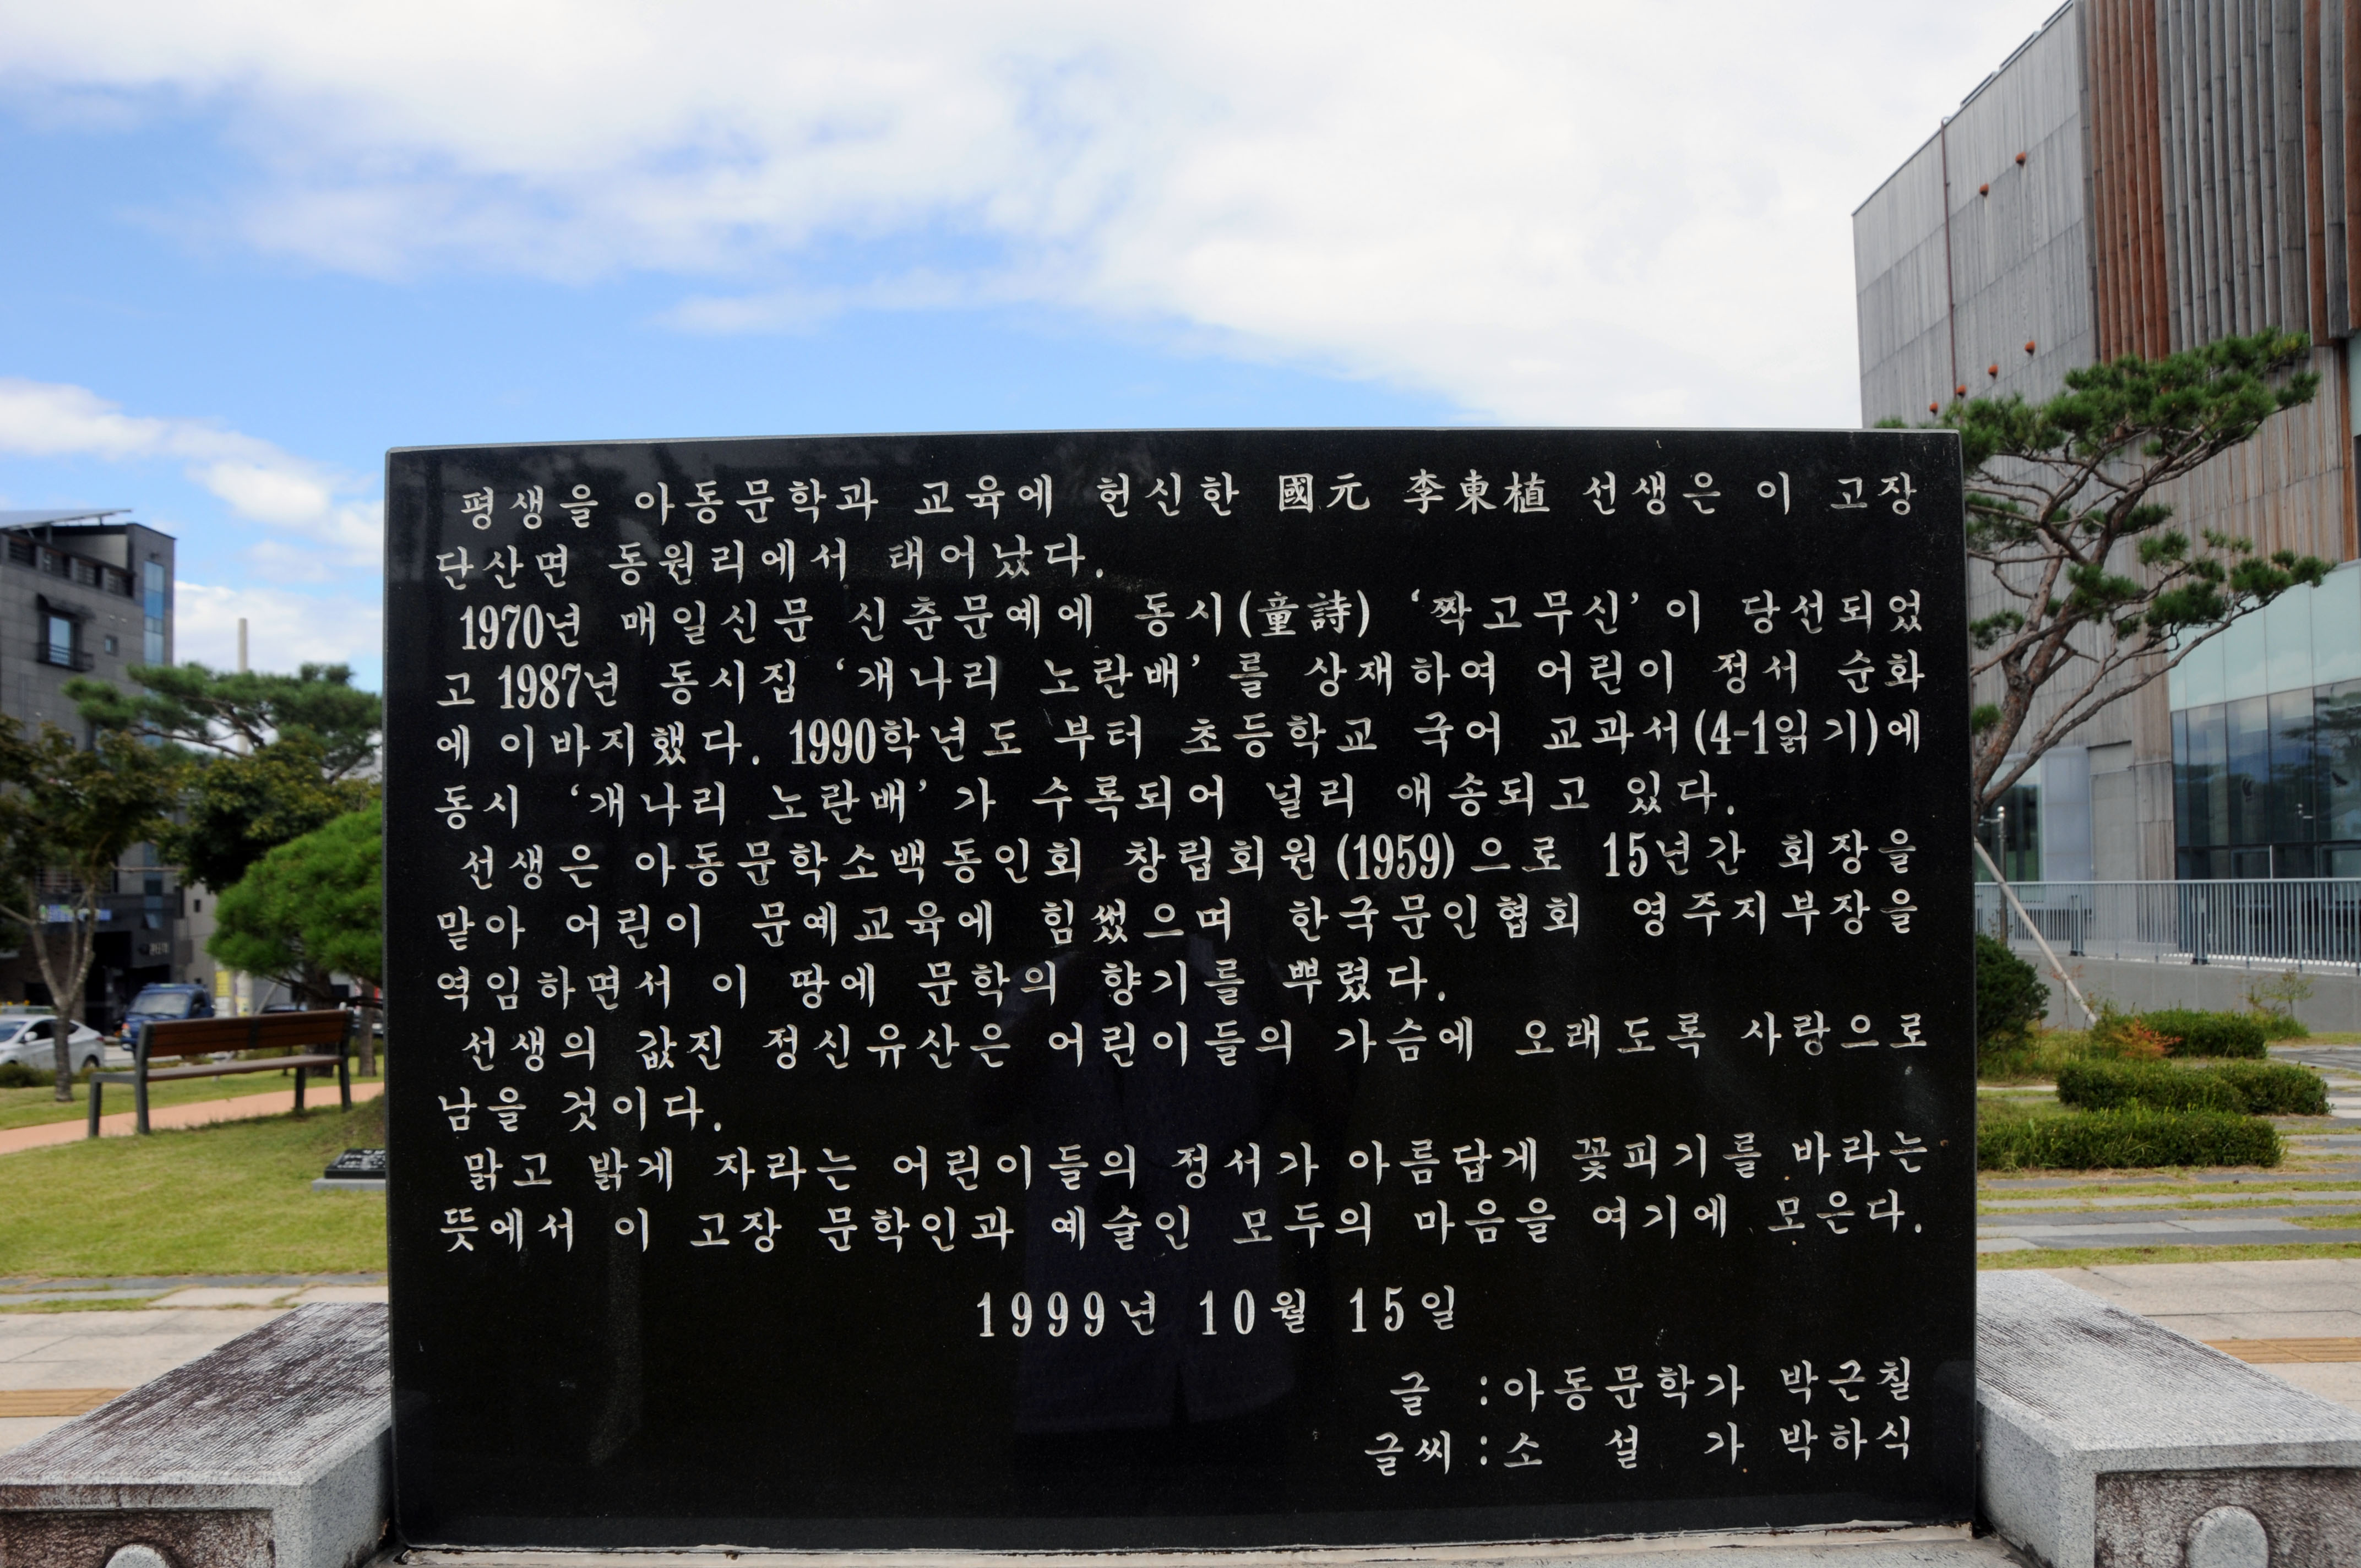 평생을 아동문학과 교육에 헌신한 國元 李東植 선생은 이 고장
단산면 동원리에서 태어났다.
1970년 매일신문 신춘문예에 동시(童詩) ‘짝고무신’이 당선되었
고 1987년 동시집 ‘개나리 노란배’를 상재하여 어린이 정서 순화
에 이바지했다. 1990학년도 부터 초등학교 국어 교과서(4-1읽기)에
동시 ‘개나리 노란배’가 수록되어 널리 애송되고 있다.
선생은 아동문학소백동인회 창립회원(1959)으로 15년간 회장을
맡아 어린이 문예교육에 힘썼으며 한국문인협회 영주지부장을
역임하면서 이 땅에 문학의 향기를 뿌렸다.
선생의 값진 정신유산은 어린이들의 가슴에 오래도록 사랑으로
남을 것이다.
맑고 밝게 자라는 어린이들의 정서가 아름답게 꽃피기를 바라는
뜻에서 이 고장 문학인과 예술인 모두의 마음을 여기에 모은다.
1999년 10월 15일
글 :아동문학가 박근칠
글씨:소 설 가 박하식